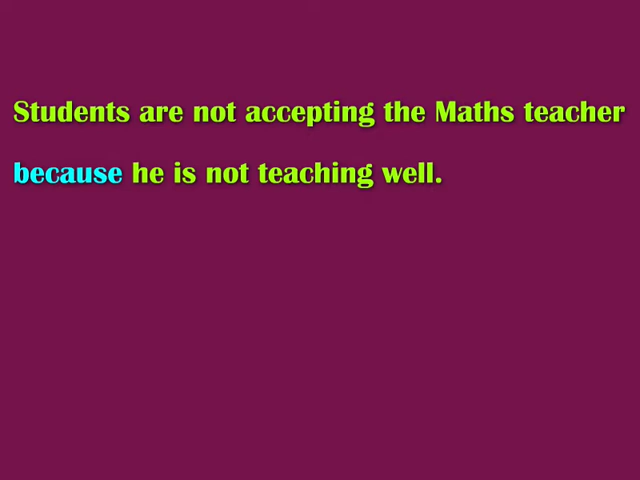 Students are not accepting the Maths teacher
because he is not teaching well.